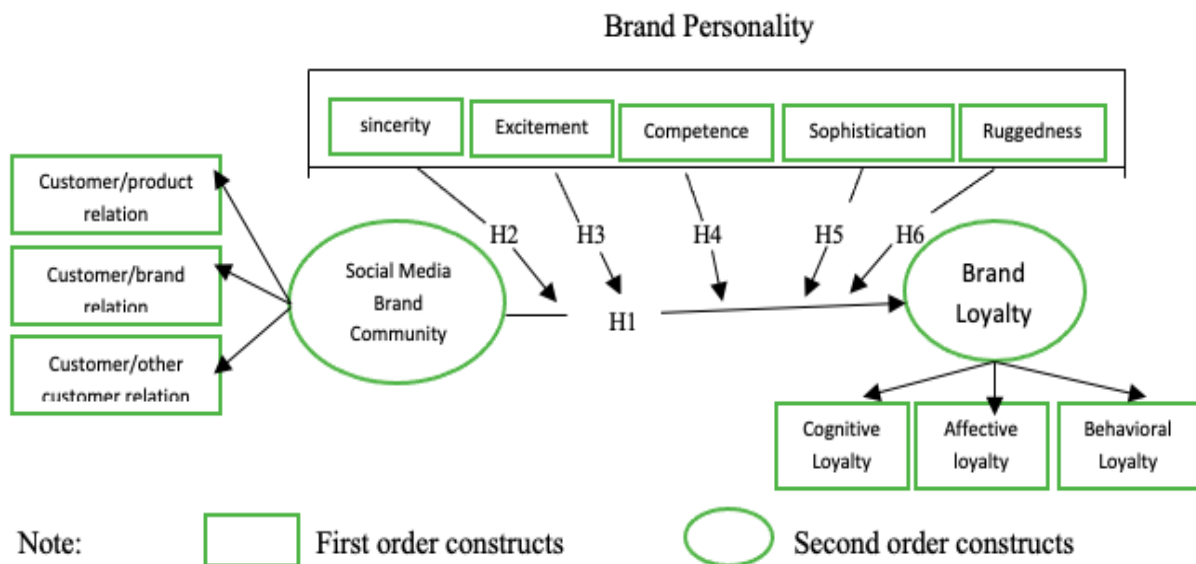 Brand Personality
sincerity
Excitement
Competence
Sophistication
Ruggedness
Customer/product
relation
Customer/brand
relation
Customer/other
customer relation
Social Media
Brand
Community
H2
H3
H4
H5
H6
H1
Brand
Loyalty
Cognitive
Loyalty
Affective
loyalty
Behavioral
Loyalty
Note:
First order constructs
Second order constructs